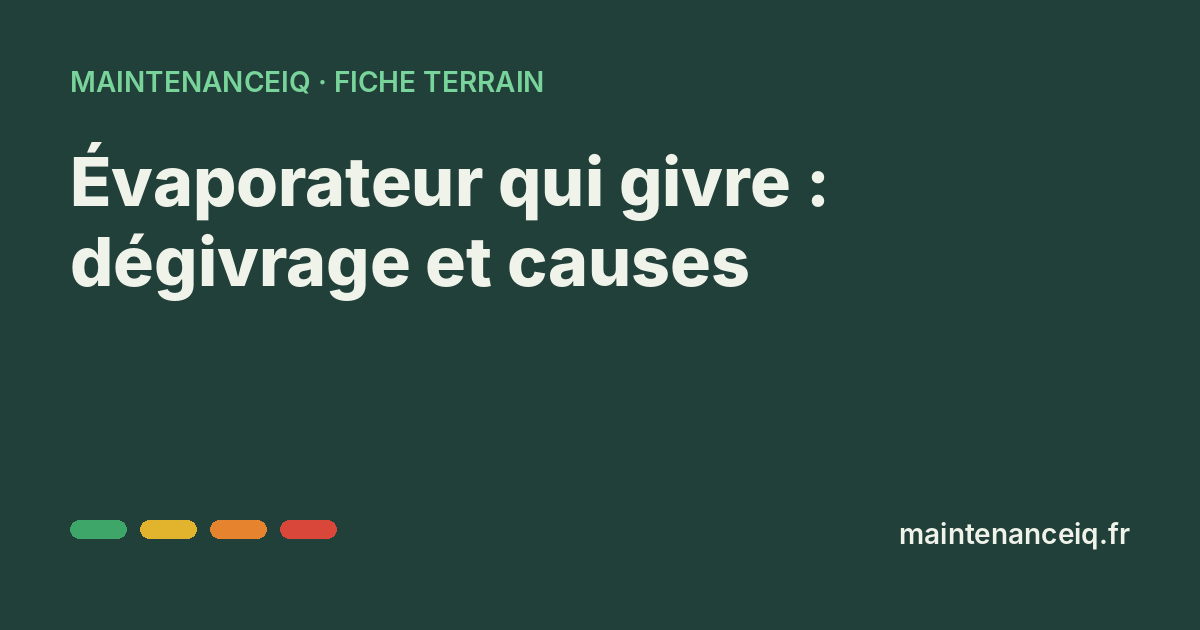 MAINTENANCEIQ · FICHE TERRAIN
Évaporateur qui givre :
dégivrage et causes
maintenanceiq.fr